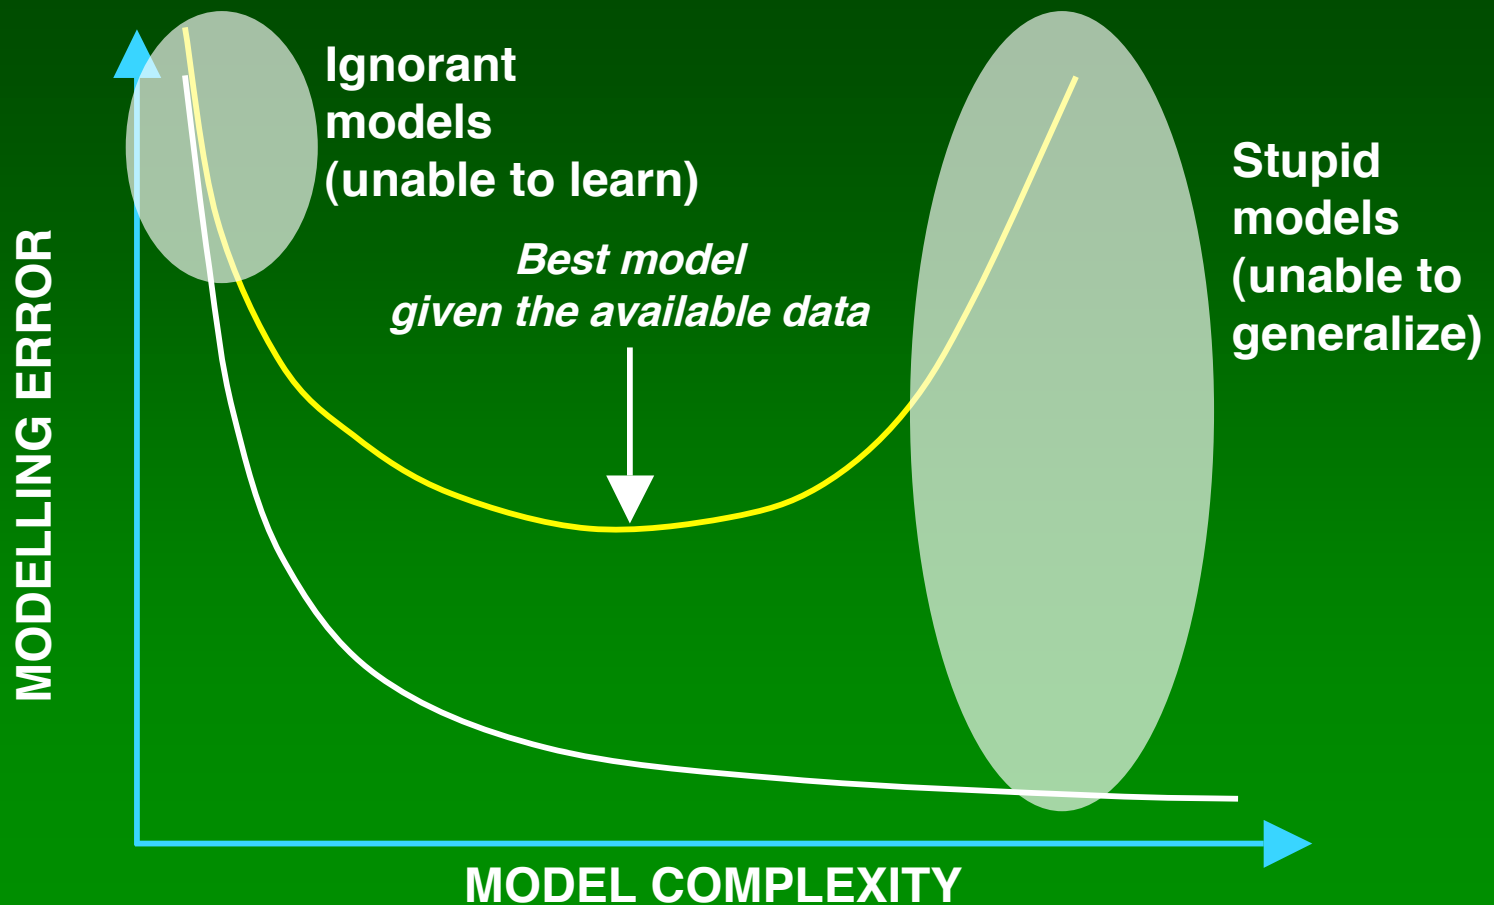 Ignorant
models
(unable to learn)
Best model
given the available data
Stupid
models
(unable to
generalize)
MODELLING ERROR
MODEL COMPLEXITY